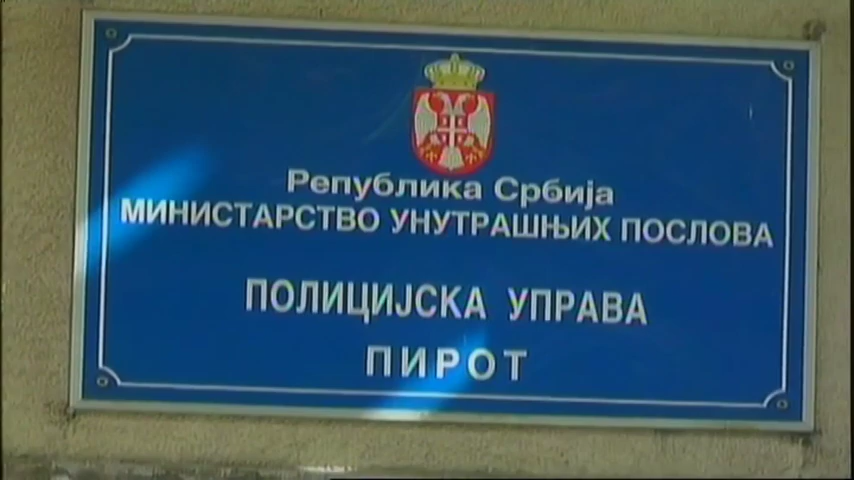 Република Србија
МИНИСТАРСТВО УНУТРАШЊИХ ПОСЛОВА
ПОЛИЦИЈСКА УПРАВА
ПИРОТ